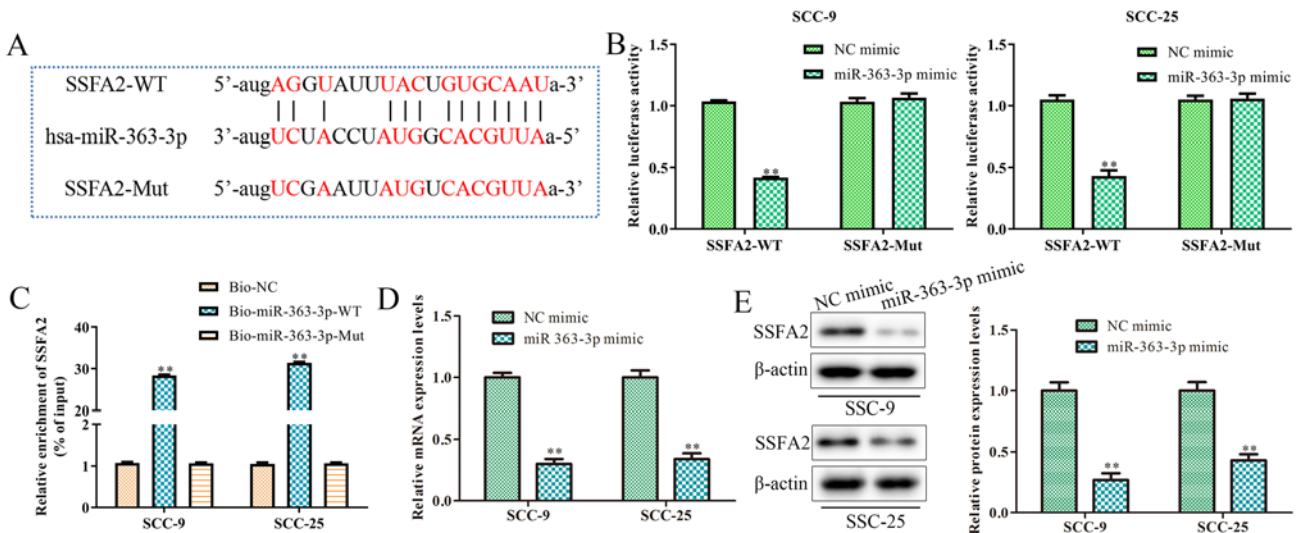 A
SSFA2-WT 5'-augAGGUAUUUACUGUGCAAUa-3'
hsa-miR-363-3p 3'-augUCUACCUAUGGCACGUUAa-5'
SSFA2-Mut 5'-augUCGAAUUAUGUCACGUUAa-3'
B
SCC-9
NC mimic
miR-363-3p mimic
Relative luciferase activity
1.5
1.0
0.5
0.0
**
SSFA2-WT SSFA2-Mut
SCC-25
NC mimic
miR-363-3p mimic
Relative luciferase activity
1.5
1.0
0.5
0.0
**
SSFA2-WT SSFA2-Mut
C
Bio-NC
Bio-miR-363-3p-WT
Bio-miR-363-3p-Mut
Relative enrichment of SSFA2
(% of input)
40
30
20
2
1
0
** **
SCC-9 SCC-25
D
NC mimic
miR 363-3p mimic
Relative mRNA expression levels
1.5
1.0
0.5
0.0
** **
SCC-9 SCC-25
E
NC mimic miR-363-3p mimic
SSFA2
β-actin
SSC-9
SSFA2
β-actin
SSC-25
NC mimic
miR-363-3p mimic
Relative protein expression levels
1.5
1.0
0.5
0.0
** **
SCC-9 SCC-25